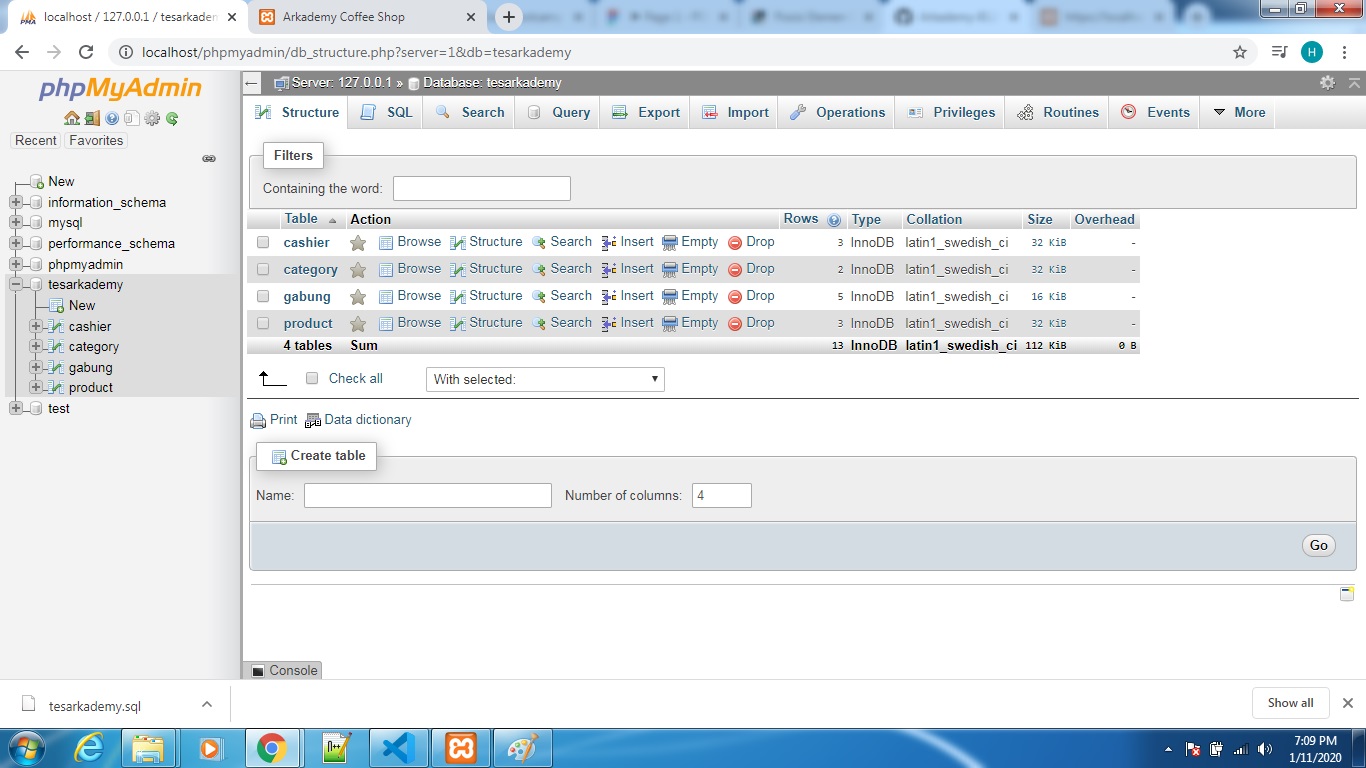 localhost / 127.0.0.1 / tesarkadem
Arkademy Coffee Shop
localhost/phpmyadmin/db_structure.php?server=1&db=tesarkademy
H
phpMyAdmin
Recent Favorites
New
information_schema
mysql
performance_schema
phpmyadmin
tesarkademy
New
cashier
category
gabung
product
test
Server: 127.0.0.1 » Database: tesarkademy
Structure SQL Search Query Export Import Operations Privileges Routines Events More
Filters
Containing the word:
Table Action Rows Type Collation Size Overhead
cashier Browse Structure Search Insert Empty Drop 3 InnoDB latin1_swedish_ci 32 KiB -
category Browse Structure Search Insert Empty Drop 2 InnoDB latin1_swedish_ci 32 KiB -
gabung Browse Structure Search Insert Empty Drop 5 InnoDB latin1_swedish_ci 16 KiB -
product Browse Structure Search Insert Empty Drop 3 InnoDB latin1_swedish_ci 32 KiB -
4 tables Sum 13 InnoDB latin1_swedish_ci 112 KiB 0 B
Check all With selected:
Print Data dictionary
Create table
Name: Number of columns: 4
Go
Console
tesarkademy.sql
Show all
7:09 PM
1/11/2020